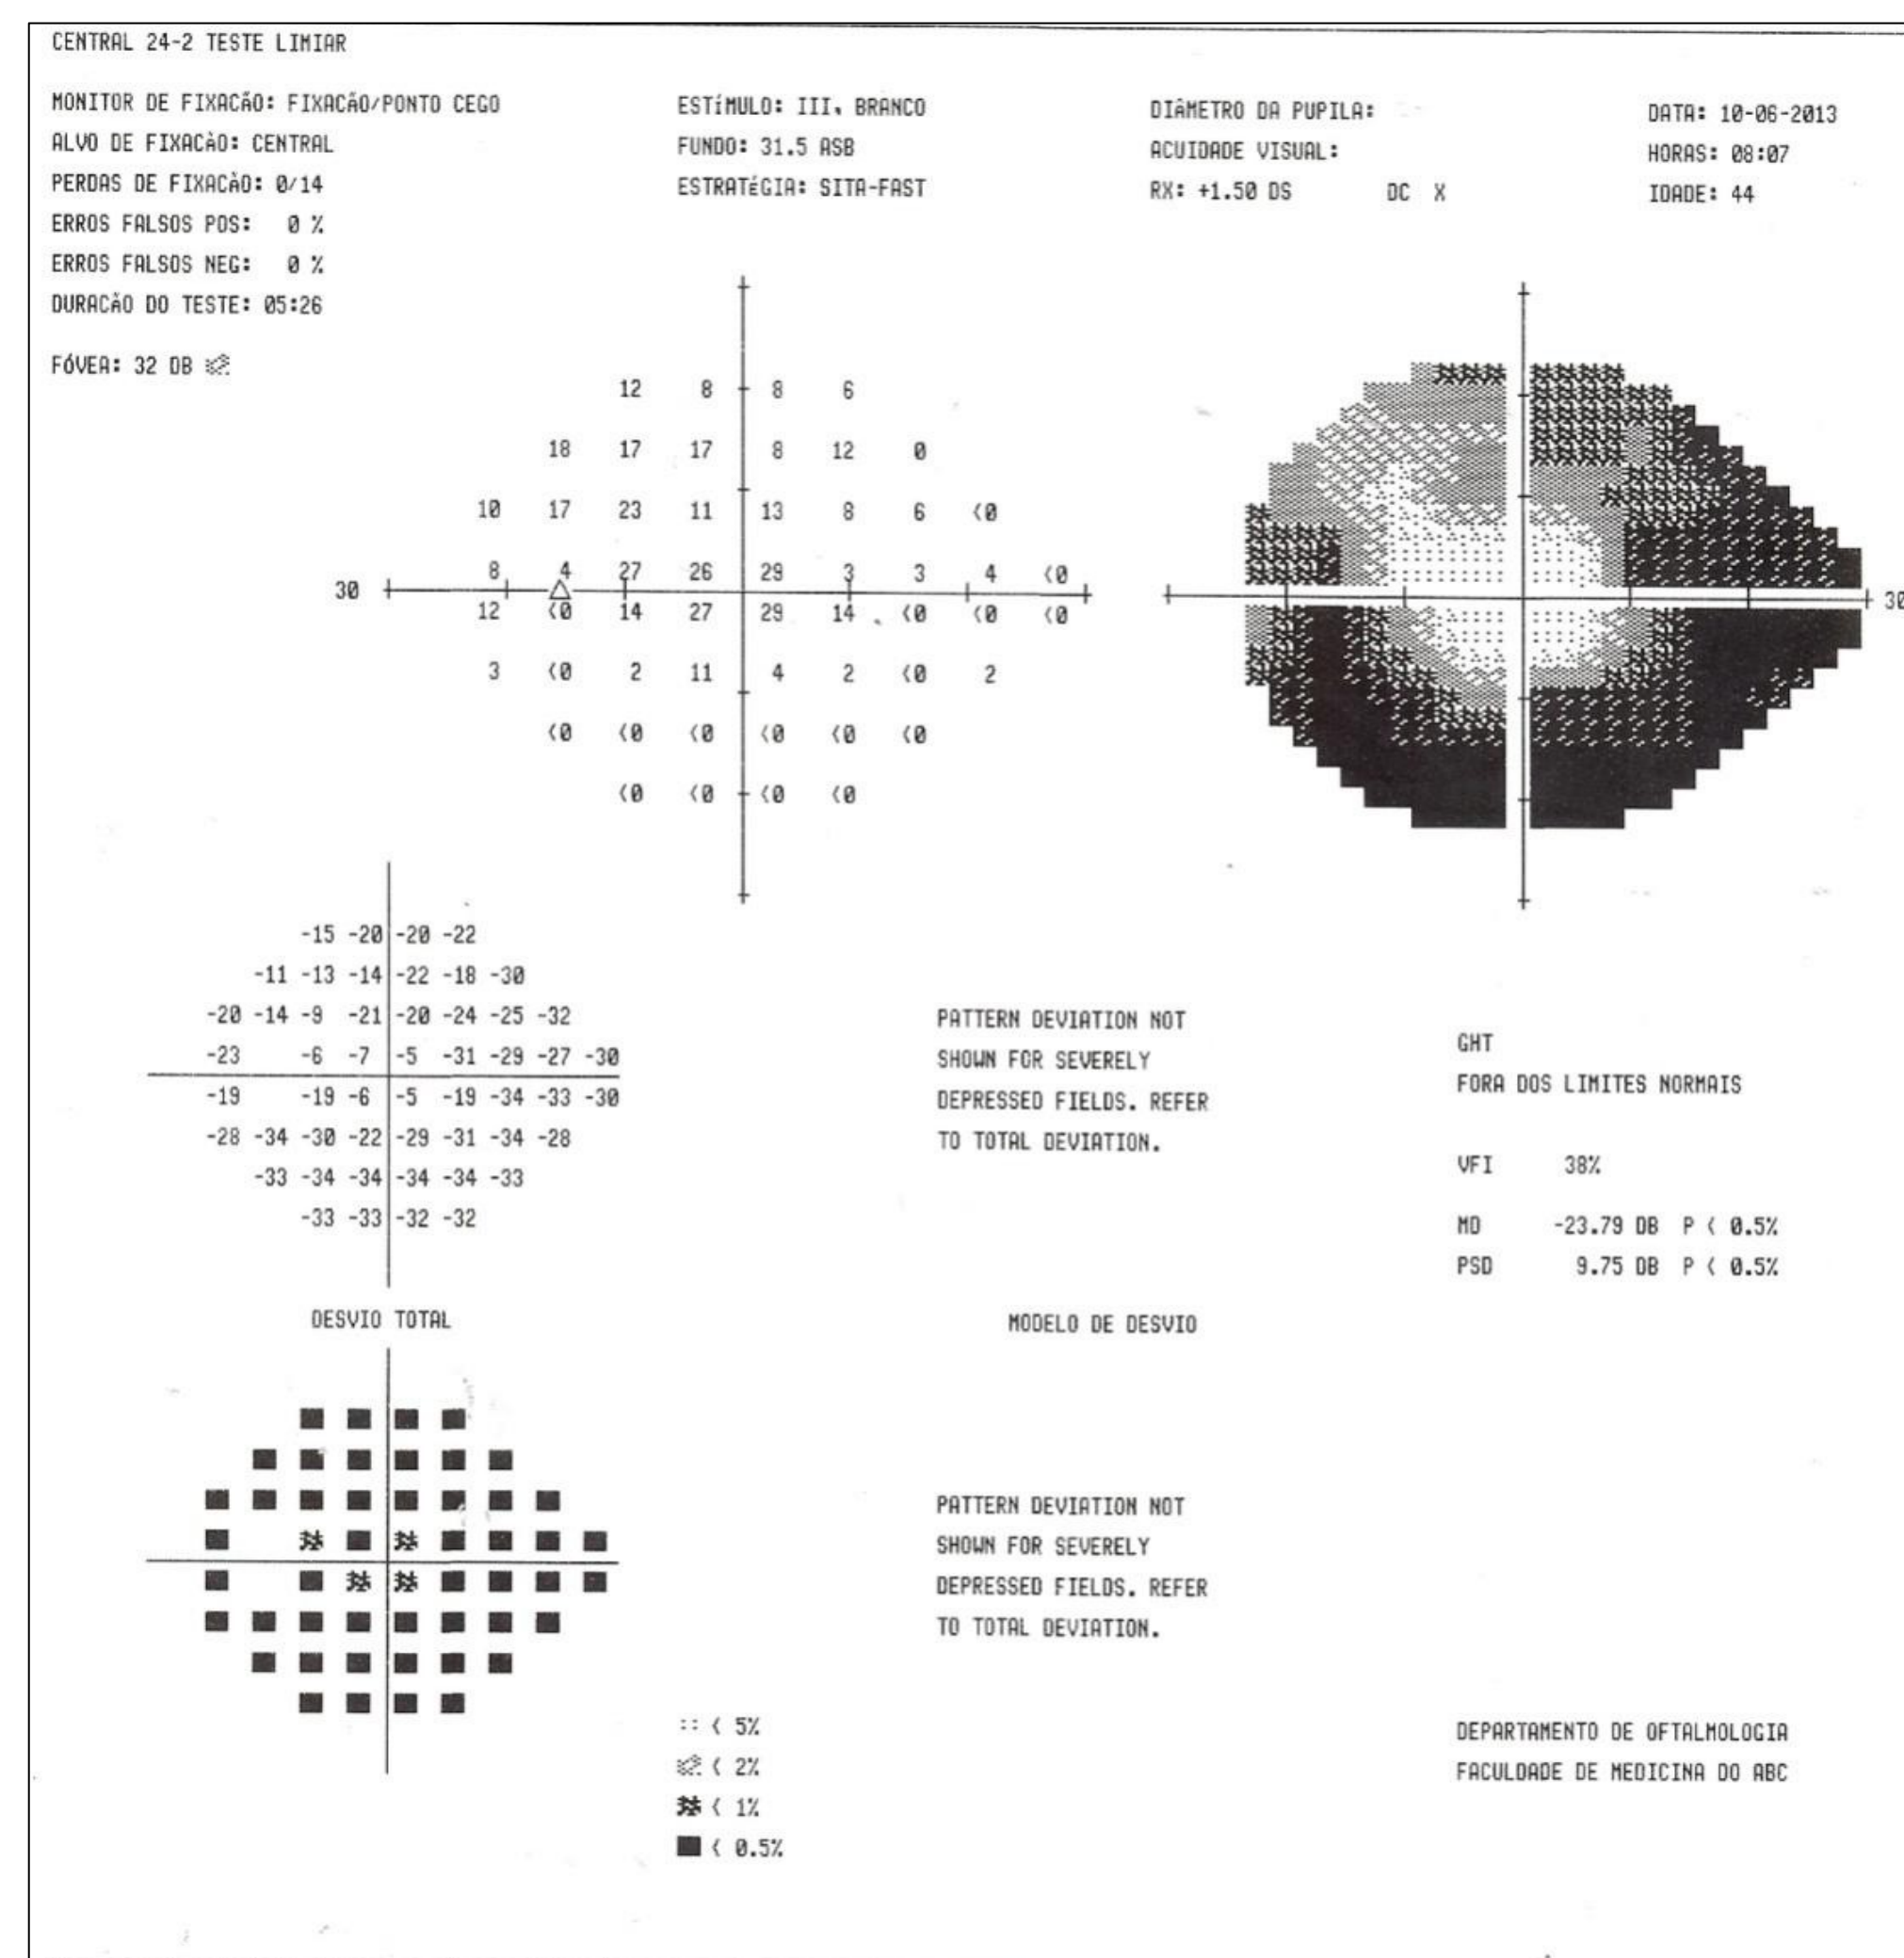 CENTRAL 24-2 TESTE LIMIAR
MONITOR DE FIXACÃO: FIXACÃO/PONTO CEGO
ALVO DE FIXACÃO: CENTRAL
PERDAS DE FIXACÃO: 0/14
ERROS FALSOS POS: 0 %
ERROS FALSOS NEG: 0 %
DURACÃO DO TESTE: 05:26
FÓVEA: 32 DB
ESTÍMULO: III, BRANCO
FUNDO: 31.5 ASB
ESTRATÉGIA: SITA-FAST
DIÂMETRO DA PUPILA:
ACUIDADE VISUAL:
RX: +1.50 DS DC X
DATA: 10-06-2013
HORAS: 08:07
IDADE: 44
12 8 8 6
18 17 17 8 12 0
10 17 23 11 13 8 6 <0
8 4 27 26 29 3 3 4 <0
30
12 <0 14 27 29 14 <0 <0 <0
3 <0 2 11 4 2 <0 2
<0 <0 <0 <0 <0 <0
<0 <0 <0 <0
30
-15 -20 -20 -22
-11 -13 -14 -22 -18 -30
-20 -14 -9 -21 -20 -24 -25 -32
-23 -6 -7 -5 -31 -29 -27 -30
-19 -19 -6 -5 -19 -34 -33 -30
-28 -34 -30 -22 -29 -31 -34 -28
-33 -34 -34 -34 -34 -33
-33 -33 -32 -32
DESVIO TOTAL
PATTERN DEVIATION NOT
SHOWN FOR SEVERELY
DEPRESSED FIELDS. REFER
TO TOTAL DEVIATION.
MODELO DE DESVIO
GHT
FORA DOS LIMITES NORMAIS
VFI 38%
MD -23.79 DB P < 0.5%
PSD 9.75 DB P < 0.5%
PATTERN DEVIATION NOT
SHOWN FOR SEVERELY
DEPRESSED FIELDS. REFER
TO TOTAL DEVIATION.
< 5%
< 2%
< 1%
< 0.5%
DEPARTAMENTO DE OFTALMOLOGIA
FACULDADE DE MEDICINA DO ABC